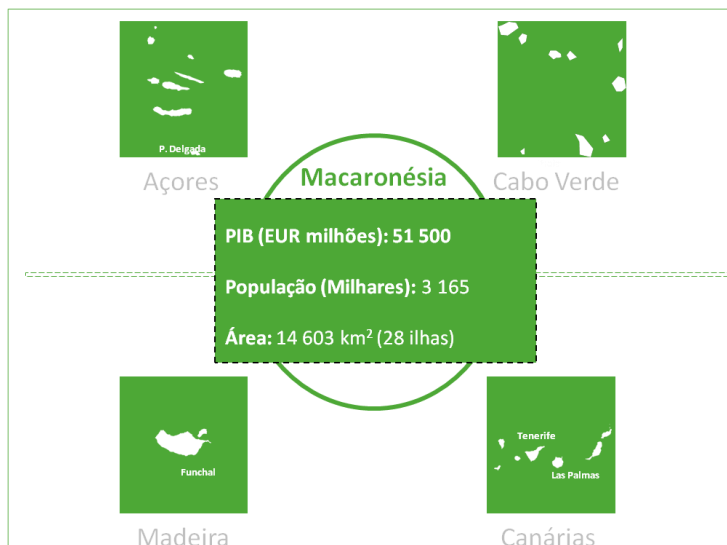 P. Delgada
Açores
Cabo Verde
Macaronésia
PIB (EUR milhões): 51 500
População (Milhares): 3 165
Área: 14 603 km² (28 ilhas)
Funchal
Madeira
Tenerife
Las Palmas
Canárias